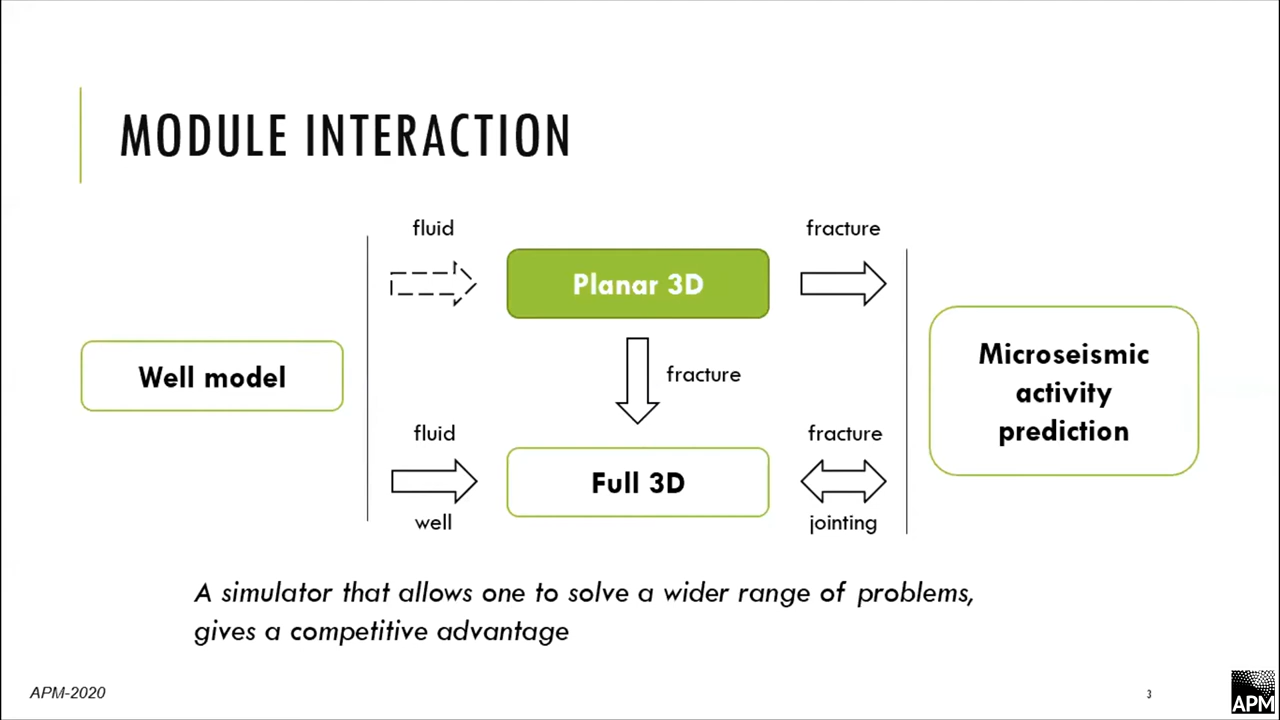 MODULE INTERACTION
fluid
fracture
Planar 3D
Well model
fracture
Microseismic
activity
prediction
fluid
fracture
Full 3D
well
jointing
A simulator that allows one to solve a wider range of problems,
gives a competitive advantage
APM-2020
3
APM